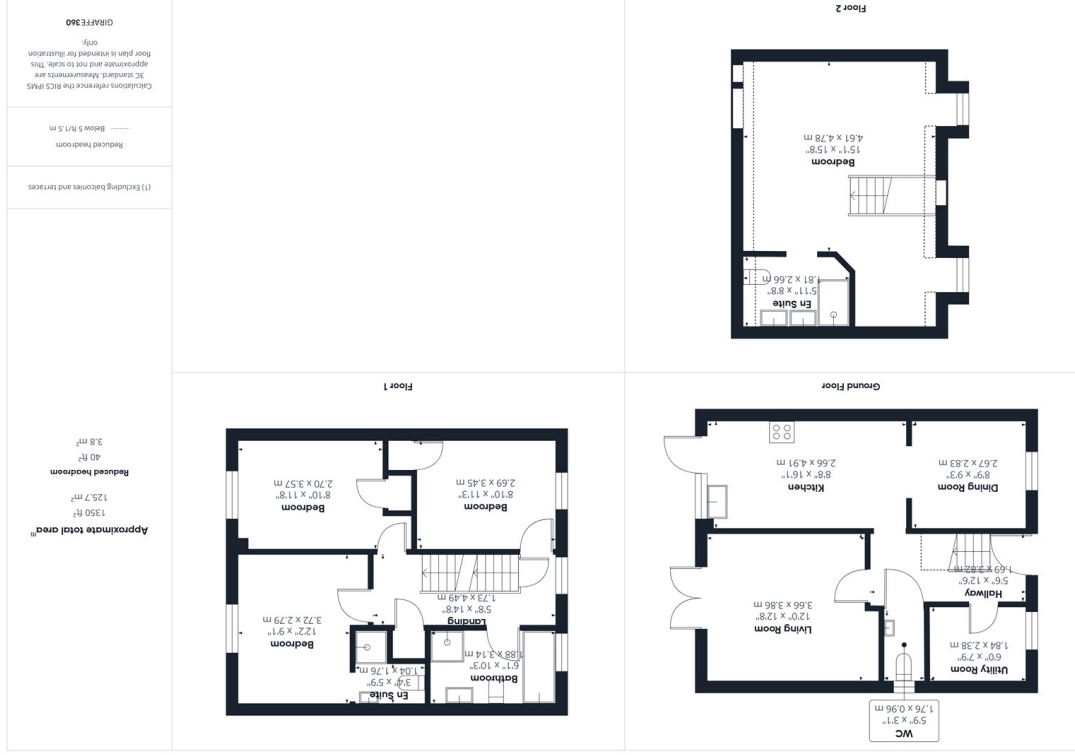 WC
5'9" x 3'1"
1.76 x 0.96 m
Utility Room
6'0" x 7'9"
1.84 x 2.38 m
Living Room
12'0" x 12'8"
3.66 x 3.86 m
Hallway
5'6" x 12'6"
1.69 x 3.82 m
Dining Room
8'9" x 9'3"
2.67 x 2.83 m
Kitchen
8'8" x 16'1"
2.66 x 4.91 m
Ground Floor
Bathroom
6'1" x 10'3"
1.88 x 3.14 m
En Suite
3'4" x 5'9"
1.04 x 1.76 m
Landing
5'8" x 14'8"
1.73 x 4.49 m
Bedroom
12'2" x 9'1"
3.72 x 2.79 m
Bedroom
8'10" x 11'3"
2.69 x 3.45 m
Bedroom
8'10" x 11'8"
2.70 x 3.57 m
Floor 1
En Suite
5'11" x 8'8"
1.81 x 2.66 m
Bedroom
15'1" x 15'8"
4.61 x 4.78 m
Floor 2
Approximate total area⁽¹⁾
1350 ft²
125.7 m²
Reduced headroom
40 ft²
3.8 m²
(1) Excluding balconies and terraces
Reduced headroom
Below 5 ft/1.5 m
Calculations reference the RICS IPMS
3C standard. Measurements are
approximate and not to scale. This
floor plan is intended for illustration
only.
GIRAFFE360